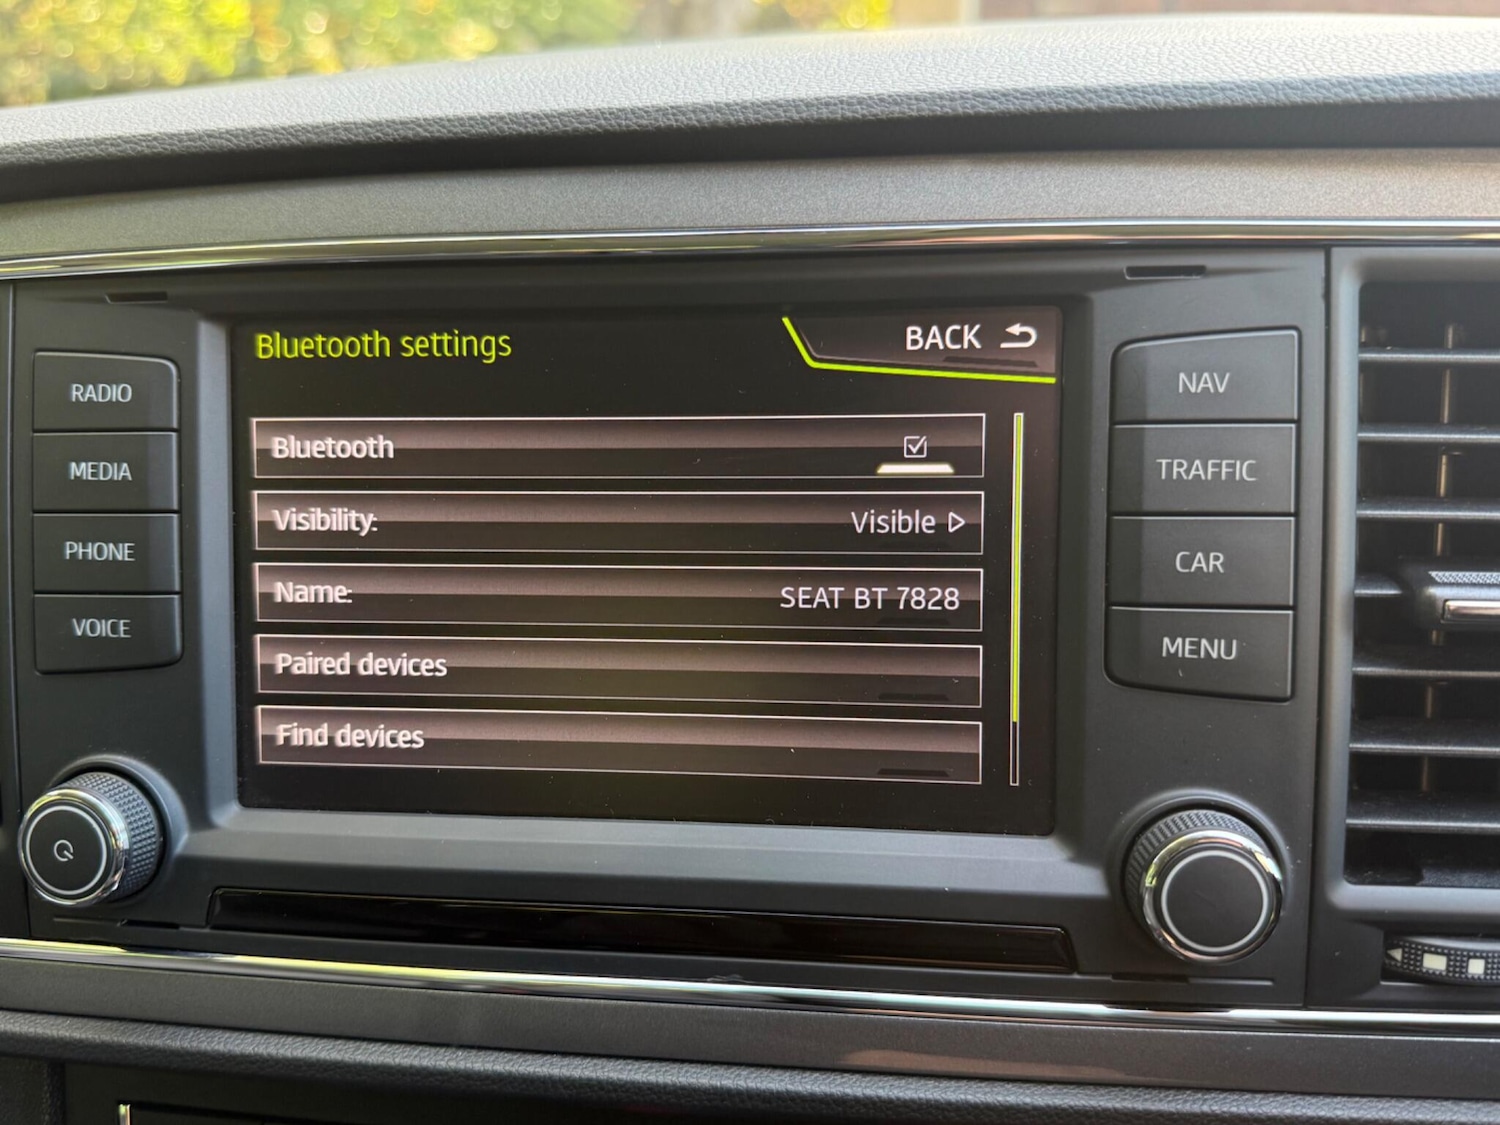 Bluetooth settings
BACK
Bluetooth
Visibility: Visible
Name: SEAT BT 7828
Paired devices
Find devices
RADIO
MEDIA
PHONE
VOICE
NAV
TRAFFIC
CAR
MENU